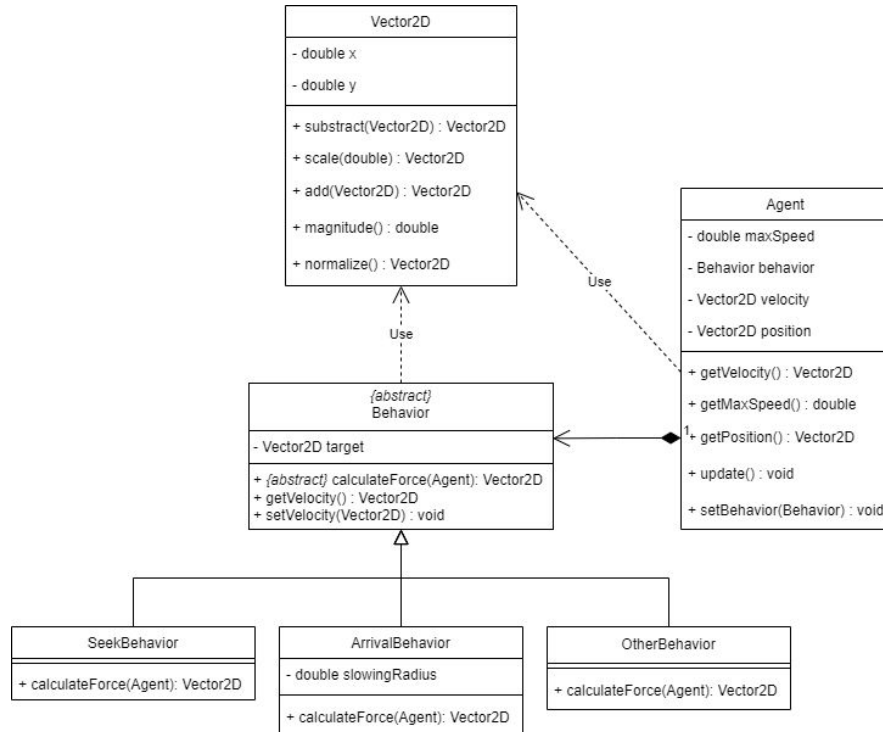 Vector2D
- double x
- double y
+ substract(Vector2D) : Vector2D
+ scale(double) : Vector2D
+ add(Vector2D) : Vector2D
+ magnitude() : double
+ normalize() : Vector2D
Agent
- double maxSpeed
- Behavior behavior
- Vector2D velocity
- Vector2D position
+ getVelocity() : Vector2D
+ getMaxSpeed() : double
+ getPosition() : Vector2D
+ update() : void
+ setBehavior(Behavior) : void
Use
Use
1
{abstract}
Behavior
- Vector2D target
+ {abstract} calculateForce(Agent): Vector2D
+ getVelocity() : Vector2D
+ setVelocity(Vector2D) : void
SeekBehavior
+ calculateForce(Agent): Vector2D
ArrivalBehavior
- double slowingRadius
+ calculateForce(Agent): Vector2D
OtherBehavior
+ calculateForce(Agent): Vector2D